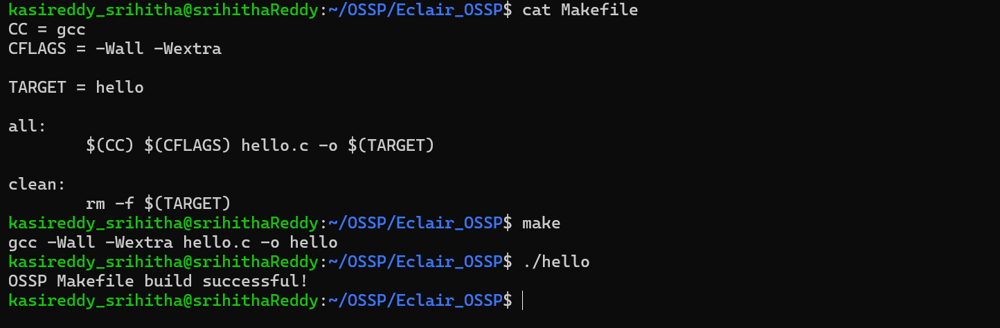 kasireddy_srihitha@srihithaReddy:~/OSSP/Eclair_OSSP$ cat Makefile
CC = gcc
CFLAGS = -Wall -Wextra
TARGET = hello
all:
        $(CC) $(CFLAGS) hello.c -o $(TARGET)
clean:
        rm -f $(TARGET)
kasireddy_srihitha@srihithaReddy:~/OSSP/Eclair_OSSP$ make
gcc -Wall -Wextra hello.c -o hello
kasireddy_srihitha@srihithaReddy:~/OSSP/Eclair_OSSP$ ./hello
OSSP Makefile build successful!
kasireddy_srihitha@srihithaReddy:~/OSSP/Eclair_OSSP$